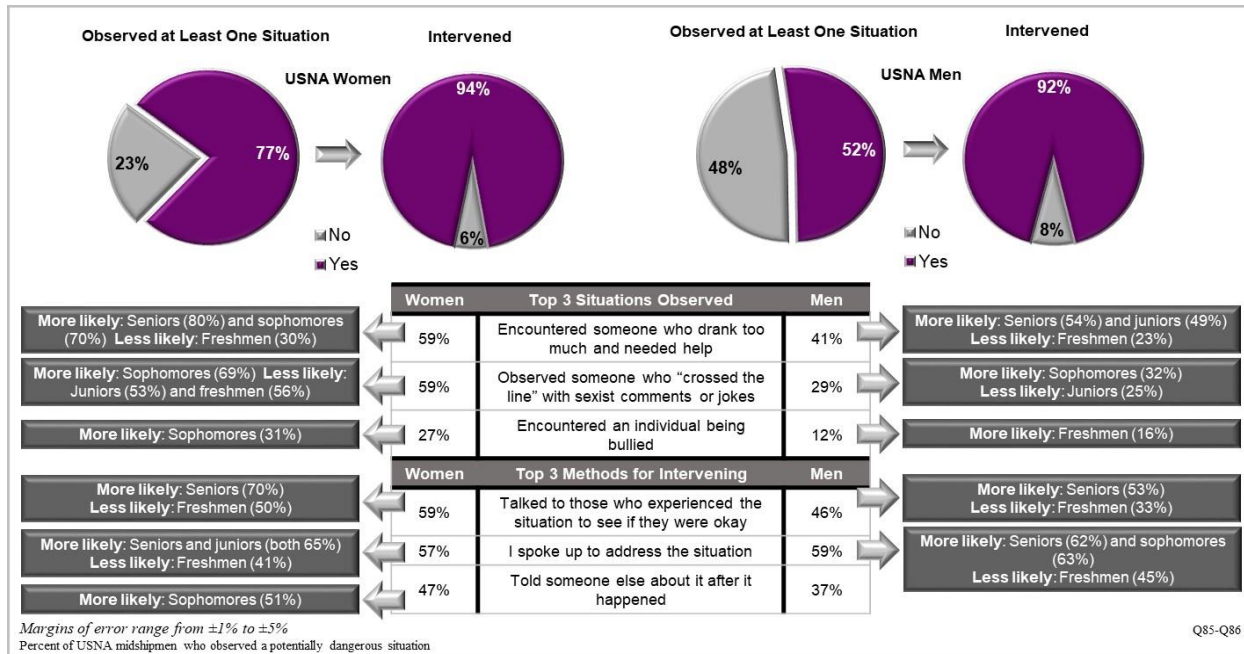 Observed at Least One Situation
Intervened
USNA Women
77%
23%
94%
6%
No
Yes
Observed at Least One Situation
Intervened
USNA Men
52%
48%
92%
8%
No
Yes
Women Top 3 Situations Observed Men
More likely: Seniors (80%) and sophomores
(70%) Less likely: Freshmen (30%)
59%
Encountered someone who drank too
much and needed help
41%
More likely: Seniors (54%) and juniors (49%)
Less likely: Freshmen (23%)
More likely: Sophomores (69%) Less likely:
Juniors (53%) and freshmen (56%)
59%
Observed someone who “crossed the
line” with sexist comments or jokes
29%
More likely: Sophomores (32%)
Less likely: Juniors (25%)
More likely: Sophomores (31%)
27%
Encountered an individual being
bullied
12%
More likely: Freshmen (16%)
Women Top 3 Methods for Intervening Men
More likely: Seniors (70%)
Less likely: Freshmen (50%)
59%
Talked to those who experienced the
situation to see if they were okay
46%
More likely: Seniors (53%)
Less likely: Freshmen (33%)
More likely: Seniors and juniors (both 65%)
Less likely: Freshmen (41%)
57%
I spoke up to address the situation
59%
More likely: Seniors (62%) and sophomores
(63%)
Less likely: Freshmen (45%)
More likely: Sophomores (51%)
47%
Told someone else about it after it
happened
37%
Margins of error range from ±1% to ±5%
Percent of USNA midshipmen who observed a potentially dangerous situation
Q85-Q86